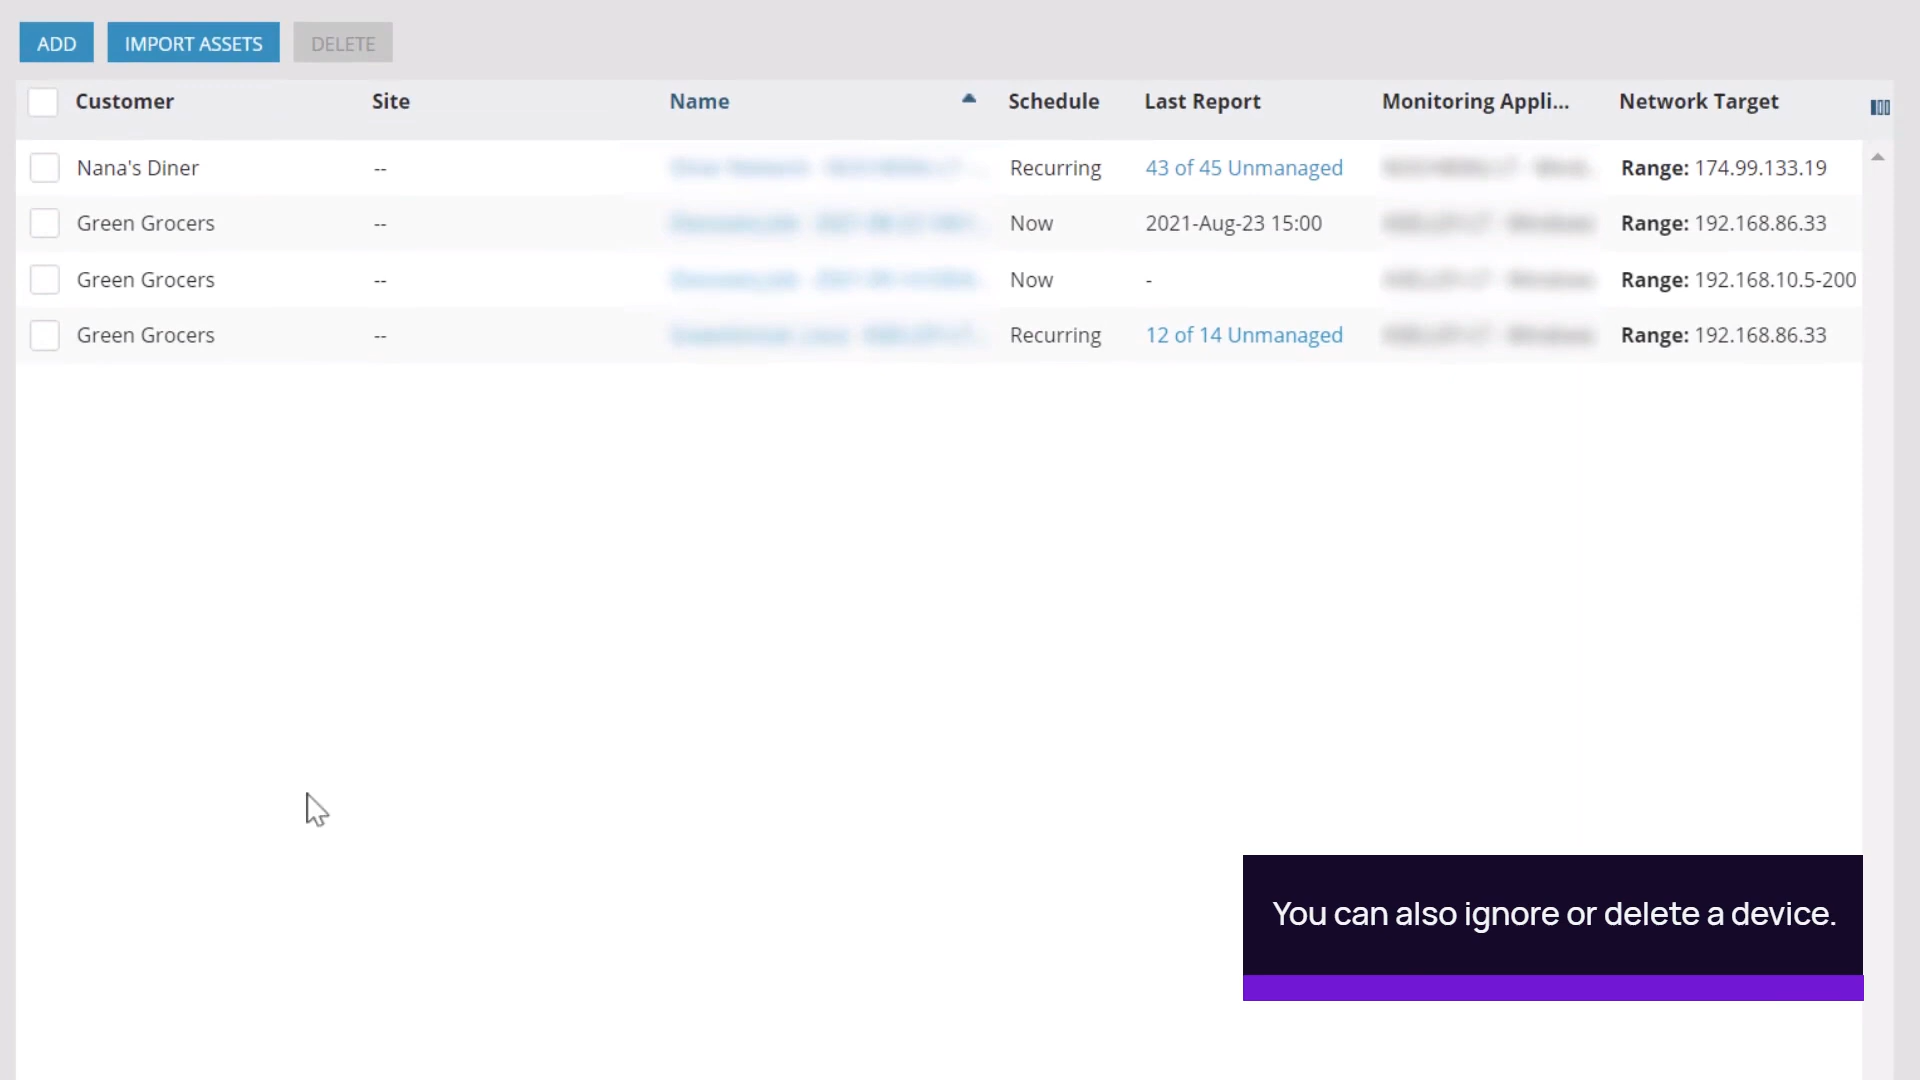 ADD IMPORT ASSETS DELETE
Customer Site Name Schedule Last Report Monitoring Appli... Network Target
Nana's Diner -- Recurring 43 of 45 Unmanaged Range: 174.99.133.19
Green Grocers -- Now 2021-Aug-23 15:00 Range: 192.168.86.33
Green Grocers -- Now - Range: 192.168.10.5-200
Green Grocers -- Recurring 12 of 14 Unmanaged Range: 192.168.86.33
You can also ignore or delete a device.